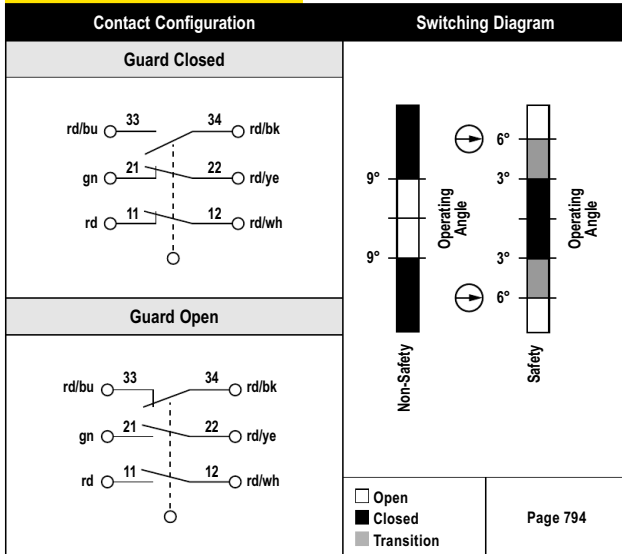 Contact Configuration
Switching Diagram
Guard Closed
rd/bu 33 34 rd/bk
gn 21 22 rd/ye
rd 11 12 rd/wh
Guard Open
rd/bu 33 34 rd/bk
gn 21 22 rd/ye
rd 11 12 rd/wh
9°
9°
Operating
Angle
Non-Safety
6°
3°
3°
6°
Operating
Angle
Safety
Open
Closed
Transition
Page 794